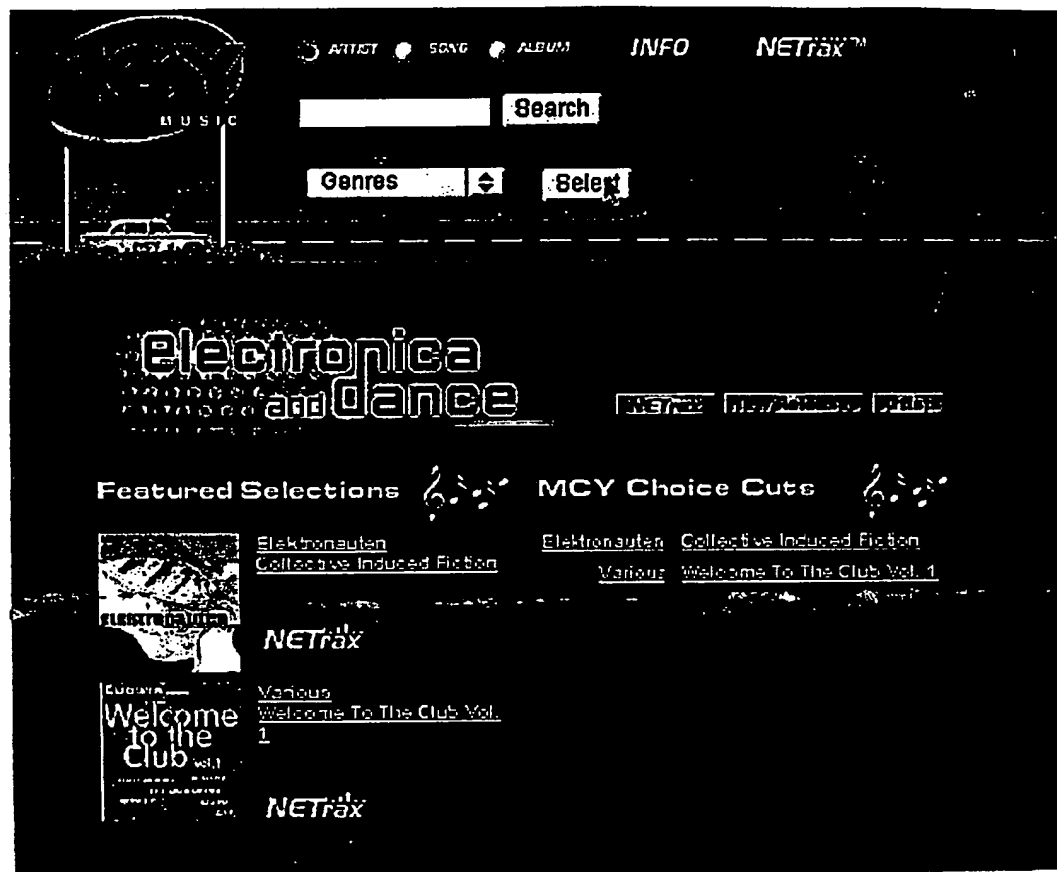 ARTIST SONG ALBUM INFO NETrax™
MUSIC
Search
Genres Select
electronica
and dance
NETrax
Featured Selections MCY Choice Cuts
Elektronauten
Collective Induced Fiction
Elektronauten Collective Induced Fiction
Various Welcome To The Club Vol. 1
NETrax
Welcome
to the
Club vol.1
Various
Welcome To The Club Vol.
1
NETrax